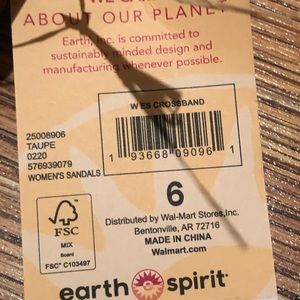 ABOUT OUR PLANET
Earth, Inc. is committed to
sustainably minded design and
manufacturing whenever possible.
W ES CROSSBAND
1 93668 09096 1
25008906
TAUPE
0220
576939079
WOMEN'S SANDALS
6
FSC
MIX
Board
FSC® C103497
Distributed by Wal-Mart Stores, Inc.
Bentonville, AR 72716
MADE IN CHINA
Walmart.com
earth spirit®